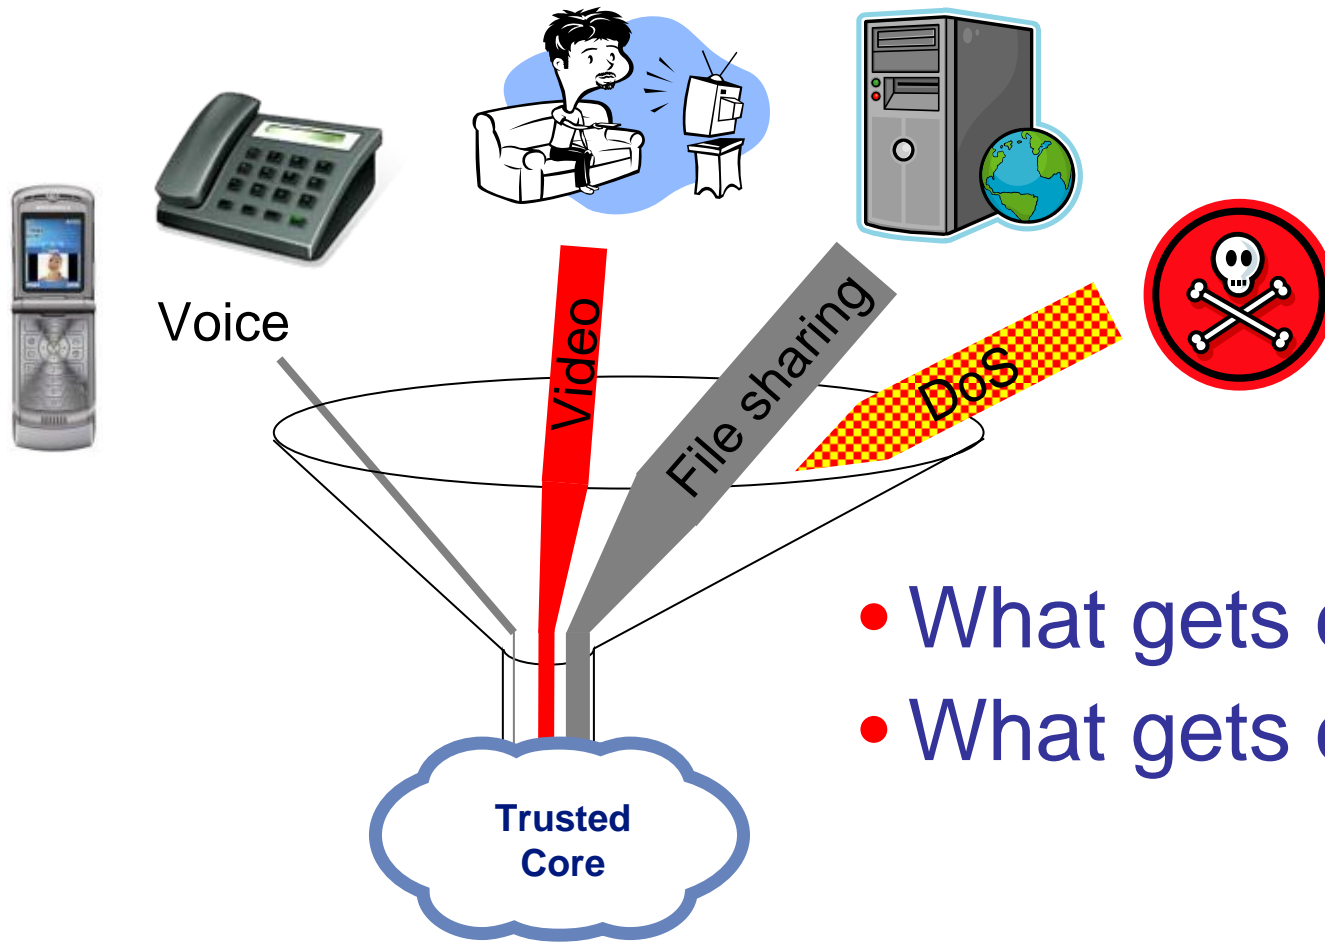 Voice
Video
File sharing
DoS
• What gets
• What gets
Trusted
Core